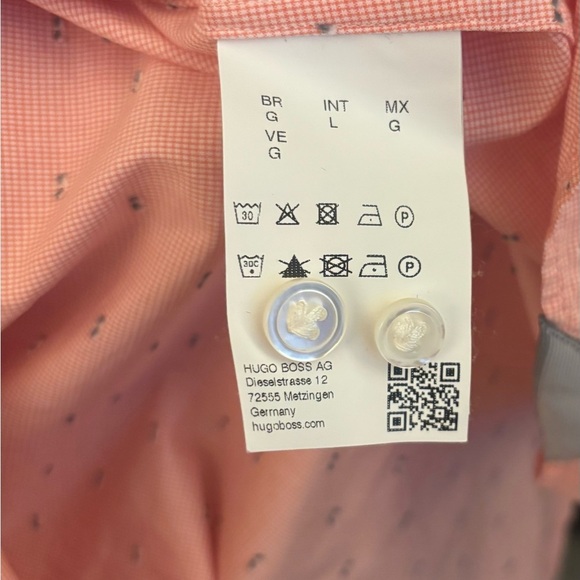 BR INT MX
G L G
VE
G
30 P
30C P
HUGO BOSS AG
Dieselstrasse 12
72555 Metzingen
Germany
hugoboss.com